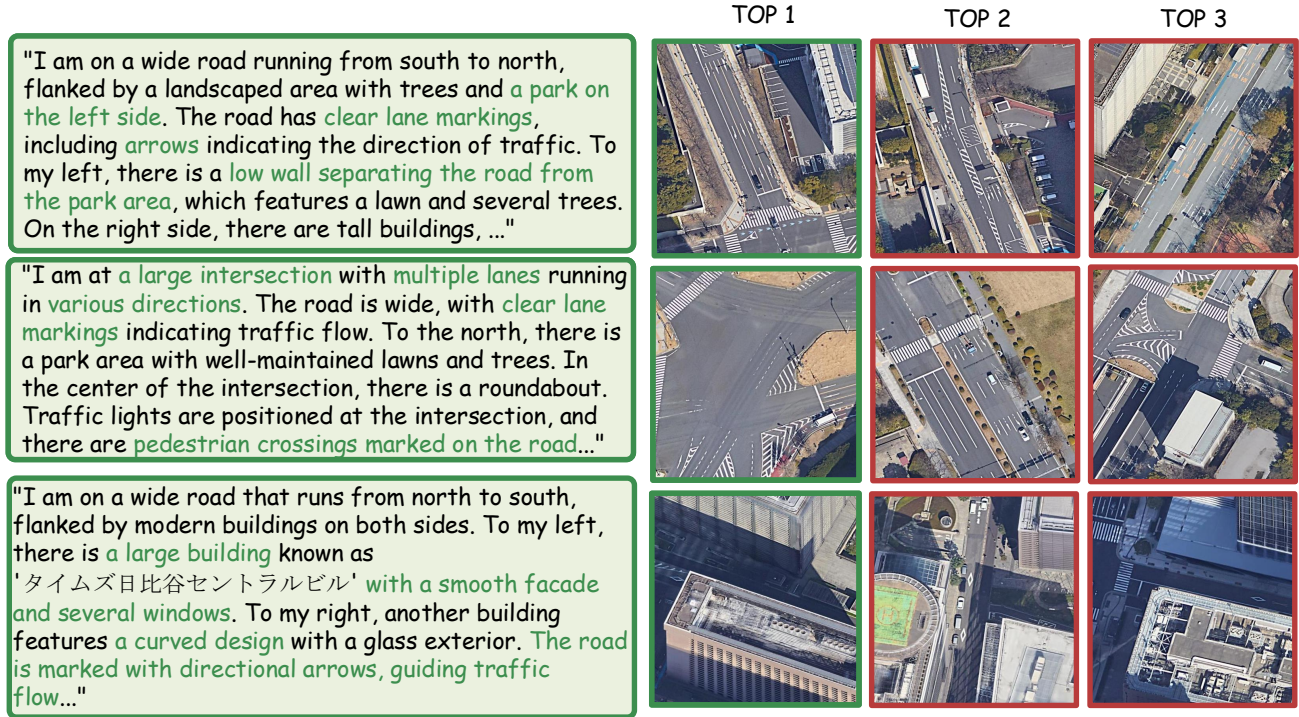 TOP 1
TOP 2
TOP 3
"I am on a wide road running from south to north,
flanked by a landscaped area with trees and a park on
the left side. The road has clear lane markings,
including arrows indicating the direction of traffic. To
my left, there is a low wall separating the road from
the park area, which features a lawn and several trees.
On the right side, there are tall buildings, ..."
"I am at a large intersection with multiple lanes running
in various directions. The road is wide, with clear lane
markings indicating traffic flow. To the north, there is
a park area with well-maintained lawns and trees. In
the center of the intersection, there is a roundabout.
Traffic lights are positioned at the intersection, and
there are pedestrian crossings marked on the road..."
"I am on a wide road that runs from north to south,
flanked by modern buildings on both sides. To my left,
there is a large building known as
'タイムズ日比谷セントラルビル' with a smooth facade
and several windows. To my right, another building
features a curved design with a glass exterior. The road
is marked with directional arrows, guiding traffic
flow..."